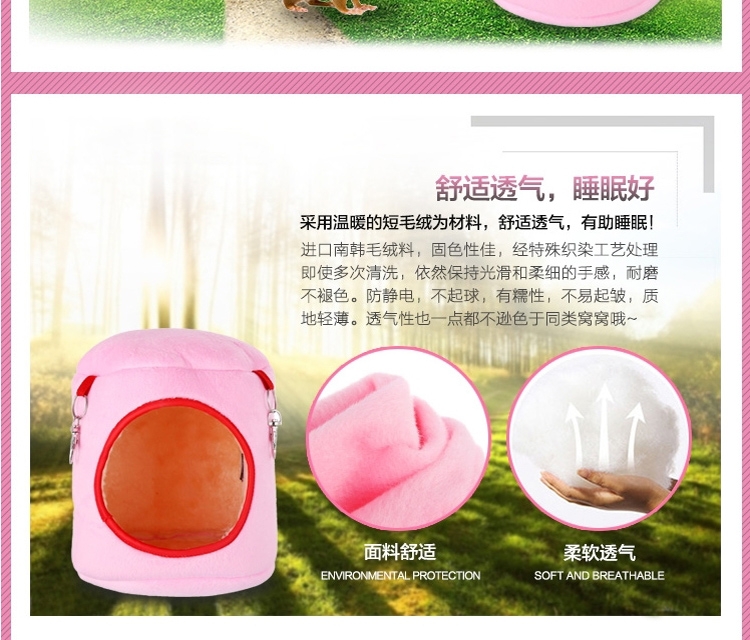 舒适透气，睡眠好
采用温暖的短毛绒为材料，舒适透气，有助睡眠！
进口南韩毛绒料，固色性佳，经特殊织染工艺处理
即使多次清洗，依然保持光滑和柔细的手感，耐磨
不褪色。防静电，不起球，有糯性，不易起皱，质
地轻薄。透气性也一点都不逊色于同类窝窝哦~
面料舒适
ENVIRONMENTAL PROTECTION
柔软透气
SOFT AND BREATHABLE